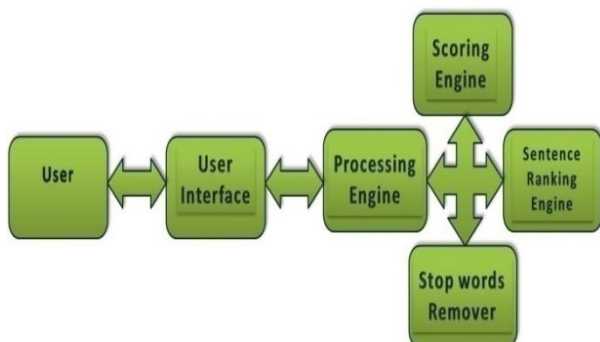 Scoring
Engine
User
User
Interface
Processing
Engine
Sentence
Ranking
Engine
Stop words
Remover